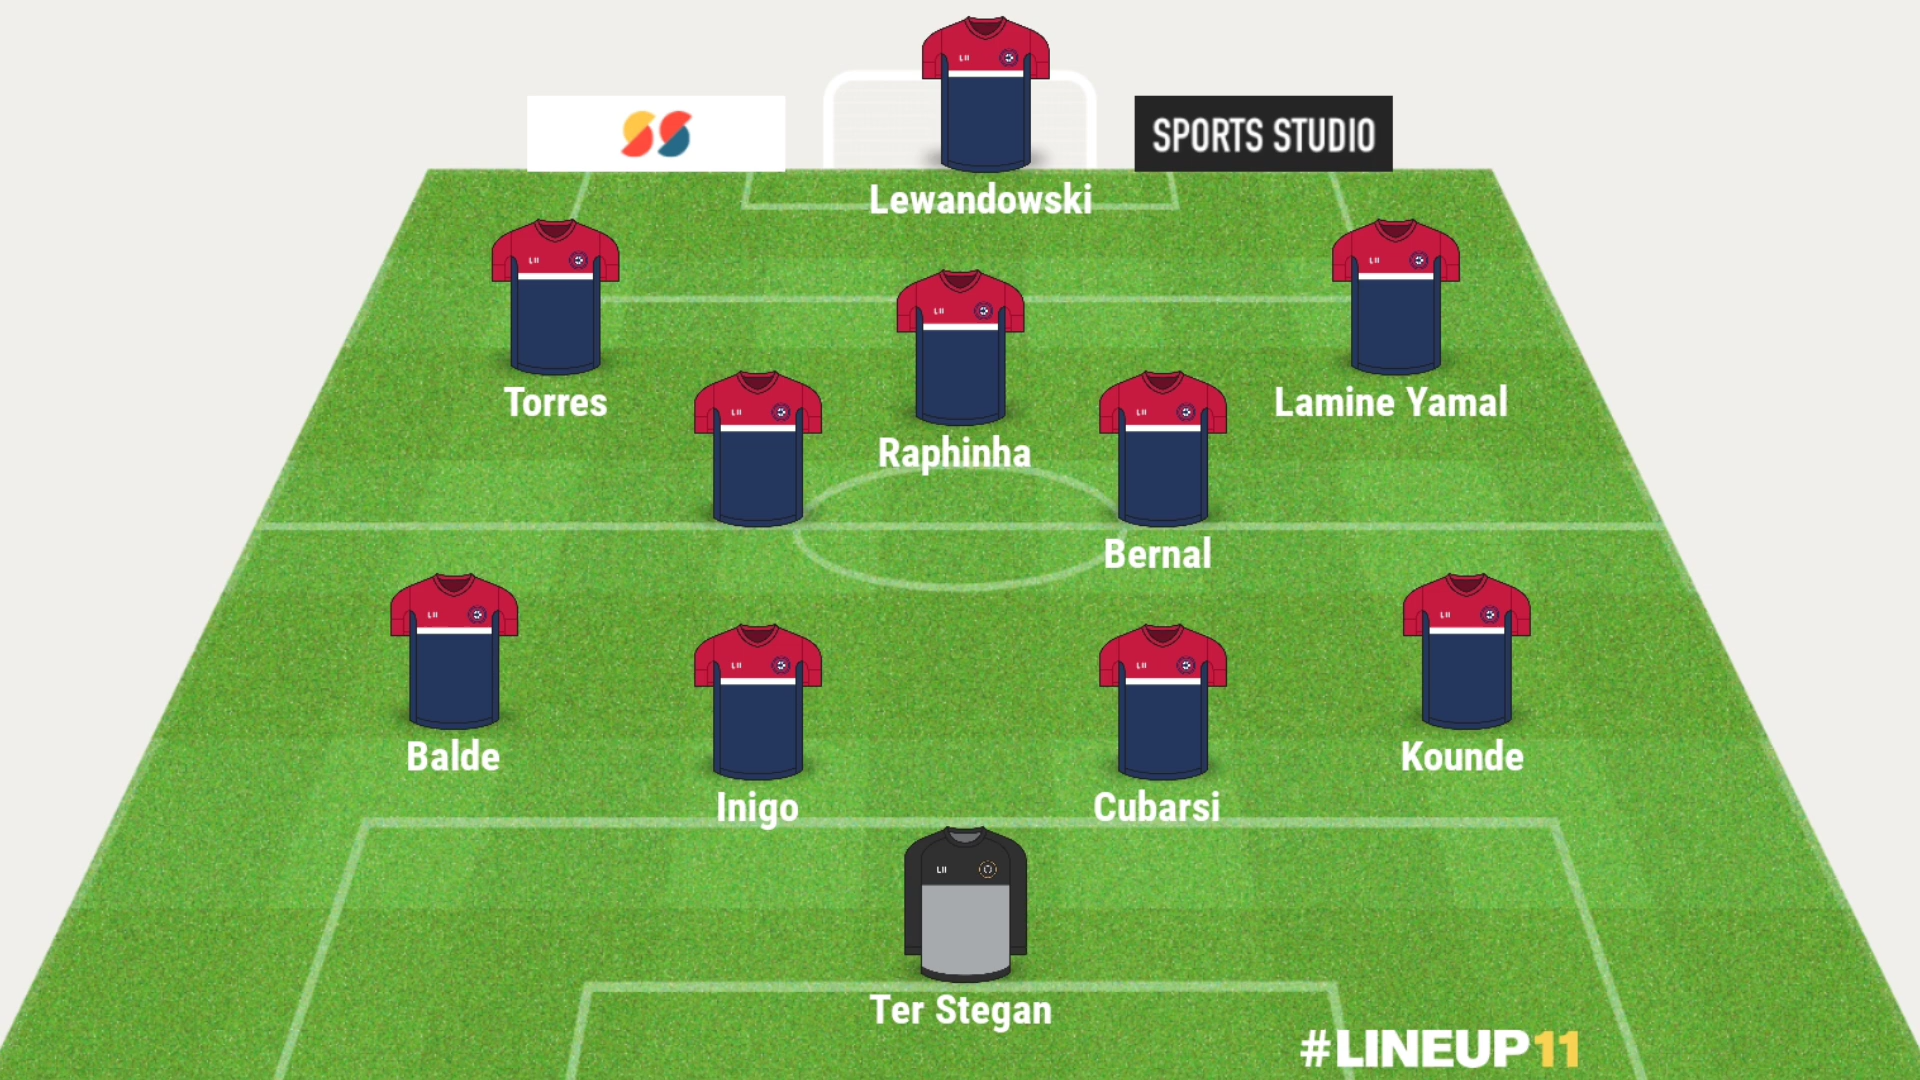 SPORTS STUDIO
Lewandowski
Torres
Lamine Yamal
Raphinha
Bernal
Balde
Kounde
Inigo
Cubarsi
Ter Stegan
#LINEUP11